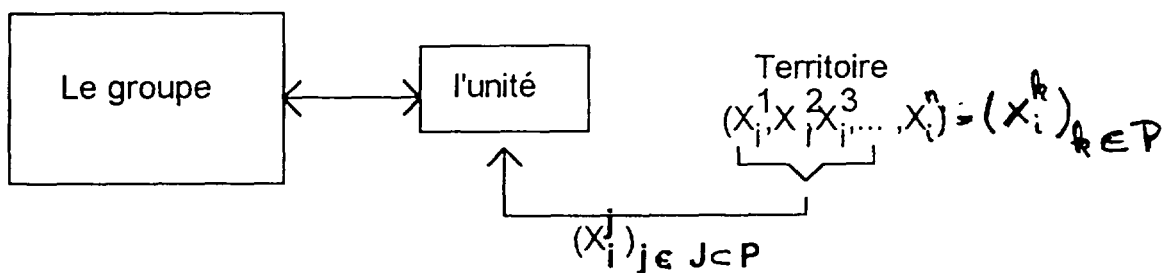 Le groupe
l'unité
Territoire
(X_i^1, X_i^2 X_i^3, ... , X_i^n) = (X_i^k)_{k ∈ P}
(X_i^j)_{j ∈ J ⊂ P}